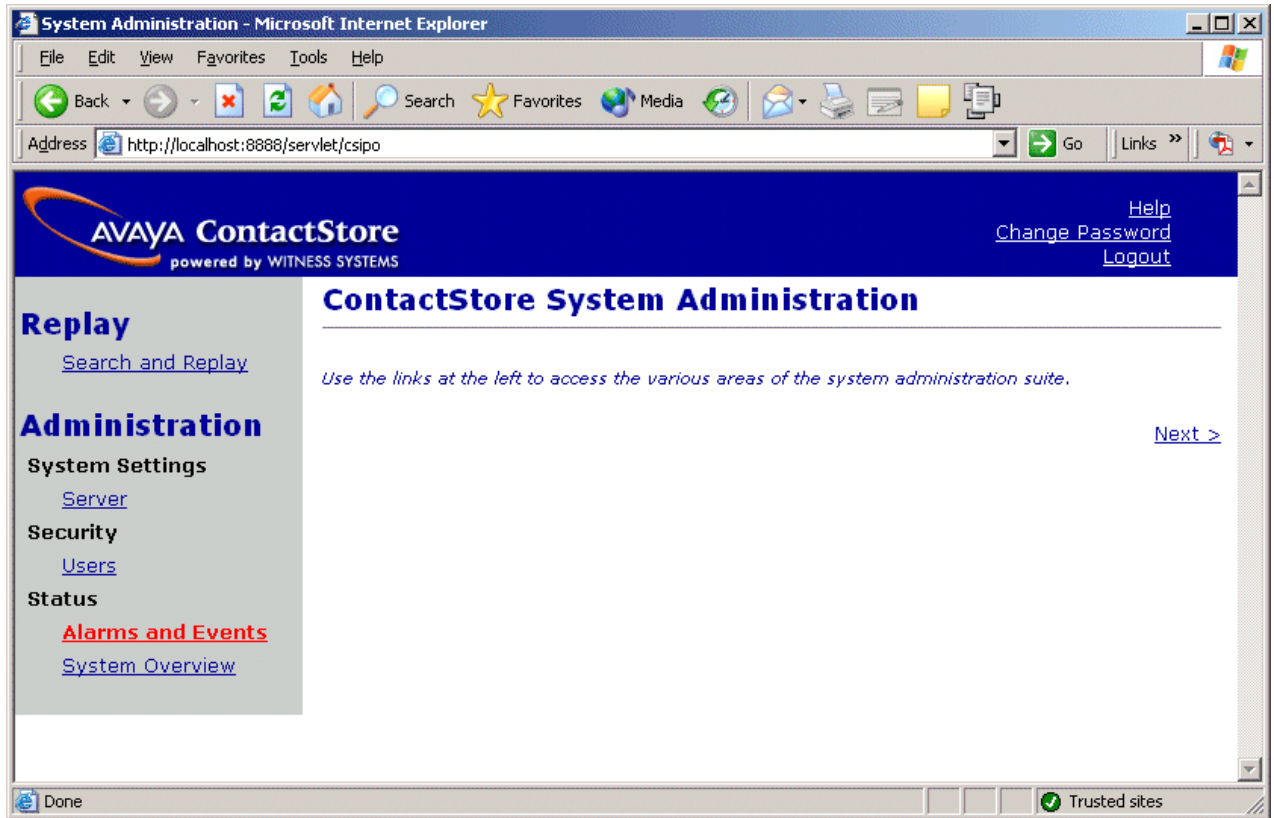 System Administration - Microsoft Internet Explorer
File Edit View Favorites Tools Help
Back Search Favorites Media
Address http://localhost:8888/servlet/csipo Go Links »
AVAYA ContactStore
powered by WITNESS SYSTEMS
Help
Change Password
Logout
ContactStore System Administration
Replay
Search and Replay
Use the links at the left to access the various areas of the system administration suite.
Administration
Next >
System Settings
Server
Security
Users
Status
Alarms and Events
System Overview
Done Trusted sites